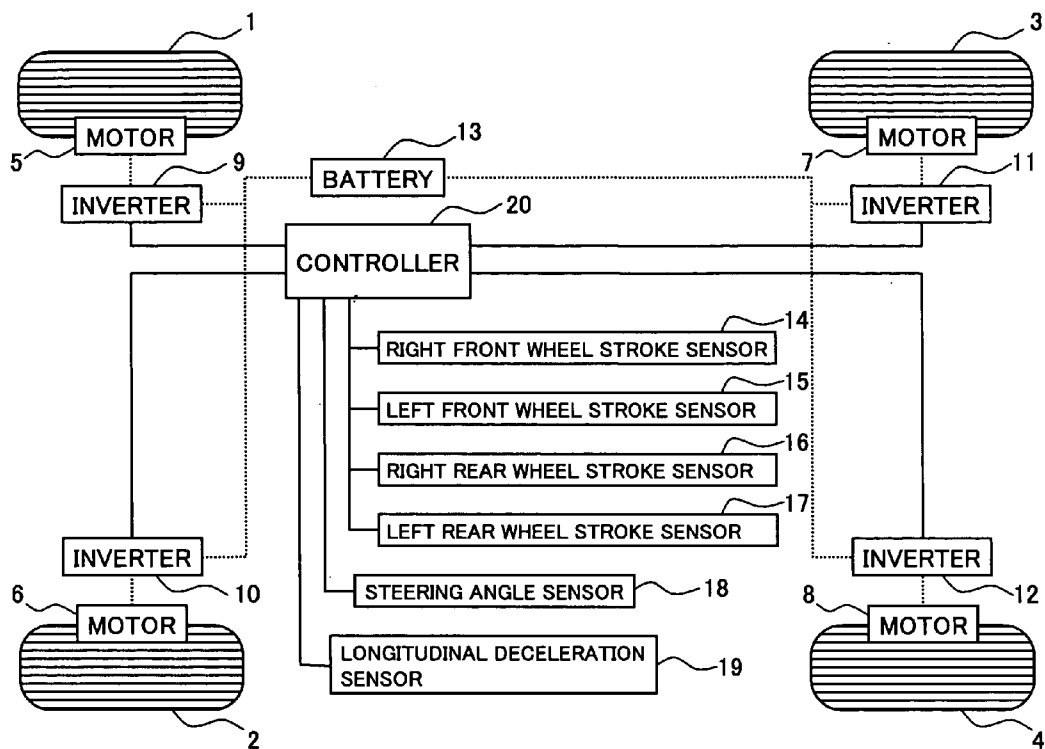 1
3
MOTOR
MOTOR
5
9
13
7
11
INVERTER
BATTERY
INVERTER
20
CONTROLLER
14
RIGHT FRONT WHEEL STROKE SENSOR
15
LEFT FRONT WHEEL STROKE SENSOR
16
RIGHT REAR WHEEL STROKE SENSOR
17
LEFT REAR WHEEL STROKE SENSOR
INVERTER
INVERTER
10
12
STEERING ANGLE SENSOR
18
6
8
MOTOR
MOTOR
LONGITUDINAL DECELERATION
SENSOR
19
2
4